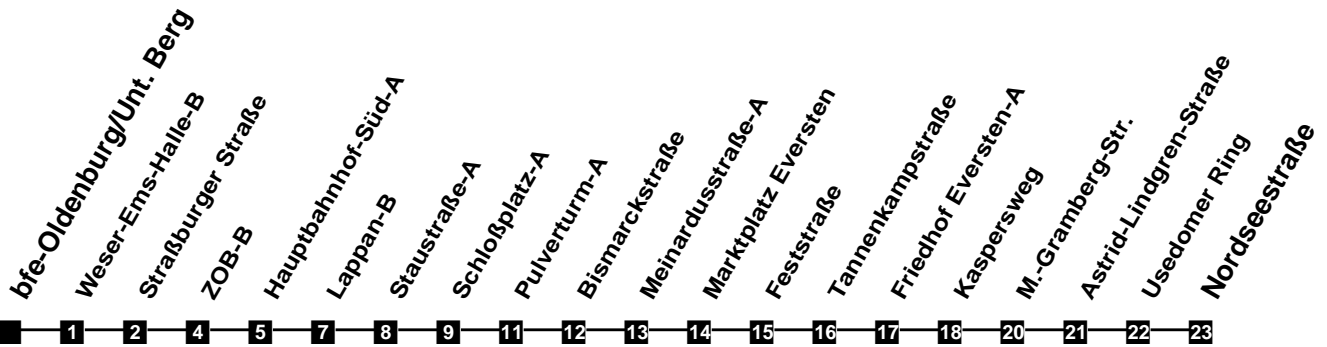 bfe-Oldenburg/Unt. Berg
Weser-Ems-Halle-B
Straßburger Straße
ZOB-B
Hauptbahnhof-Süd-A
Lappan-B
Staustraße-A
Schloßplatz-A
Pulverturm-A
Bismarckstraße
Meinardusstraße-A
Marktplatz Eversten
Feststraße
Tannenkampstraße
Friedhof Eversten-A
Kaspersweg
M.-Gramberg-Str.
Astrid-Lindgren-Straße
Usedomer Ring
Nordseestraße
1 2 4 5 7 8 9 11 12 13 14 15 16 17 18 20 21 22 23